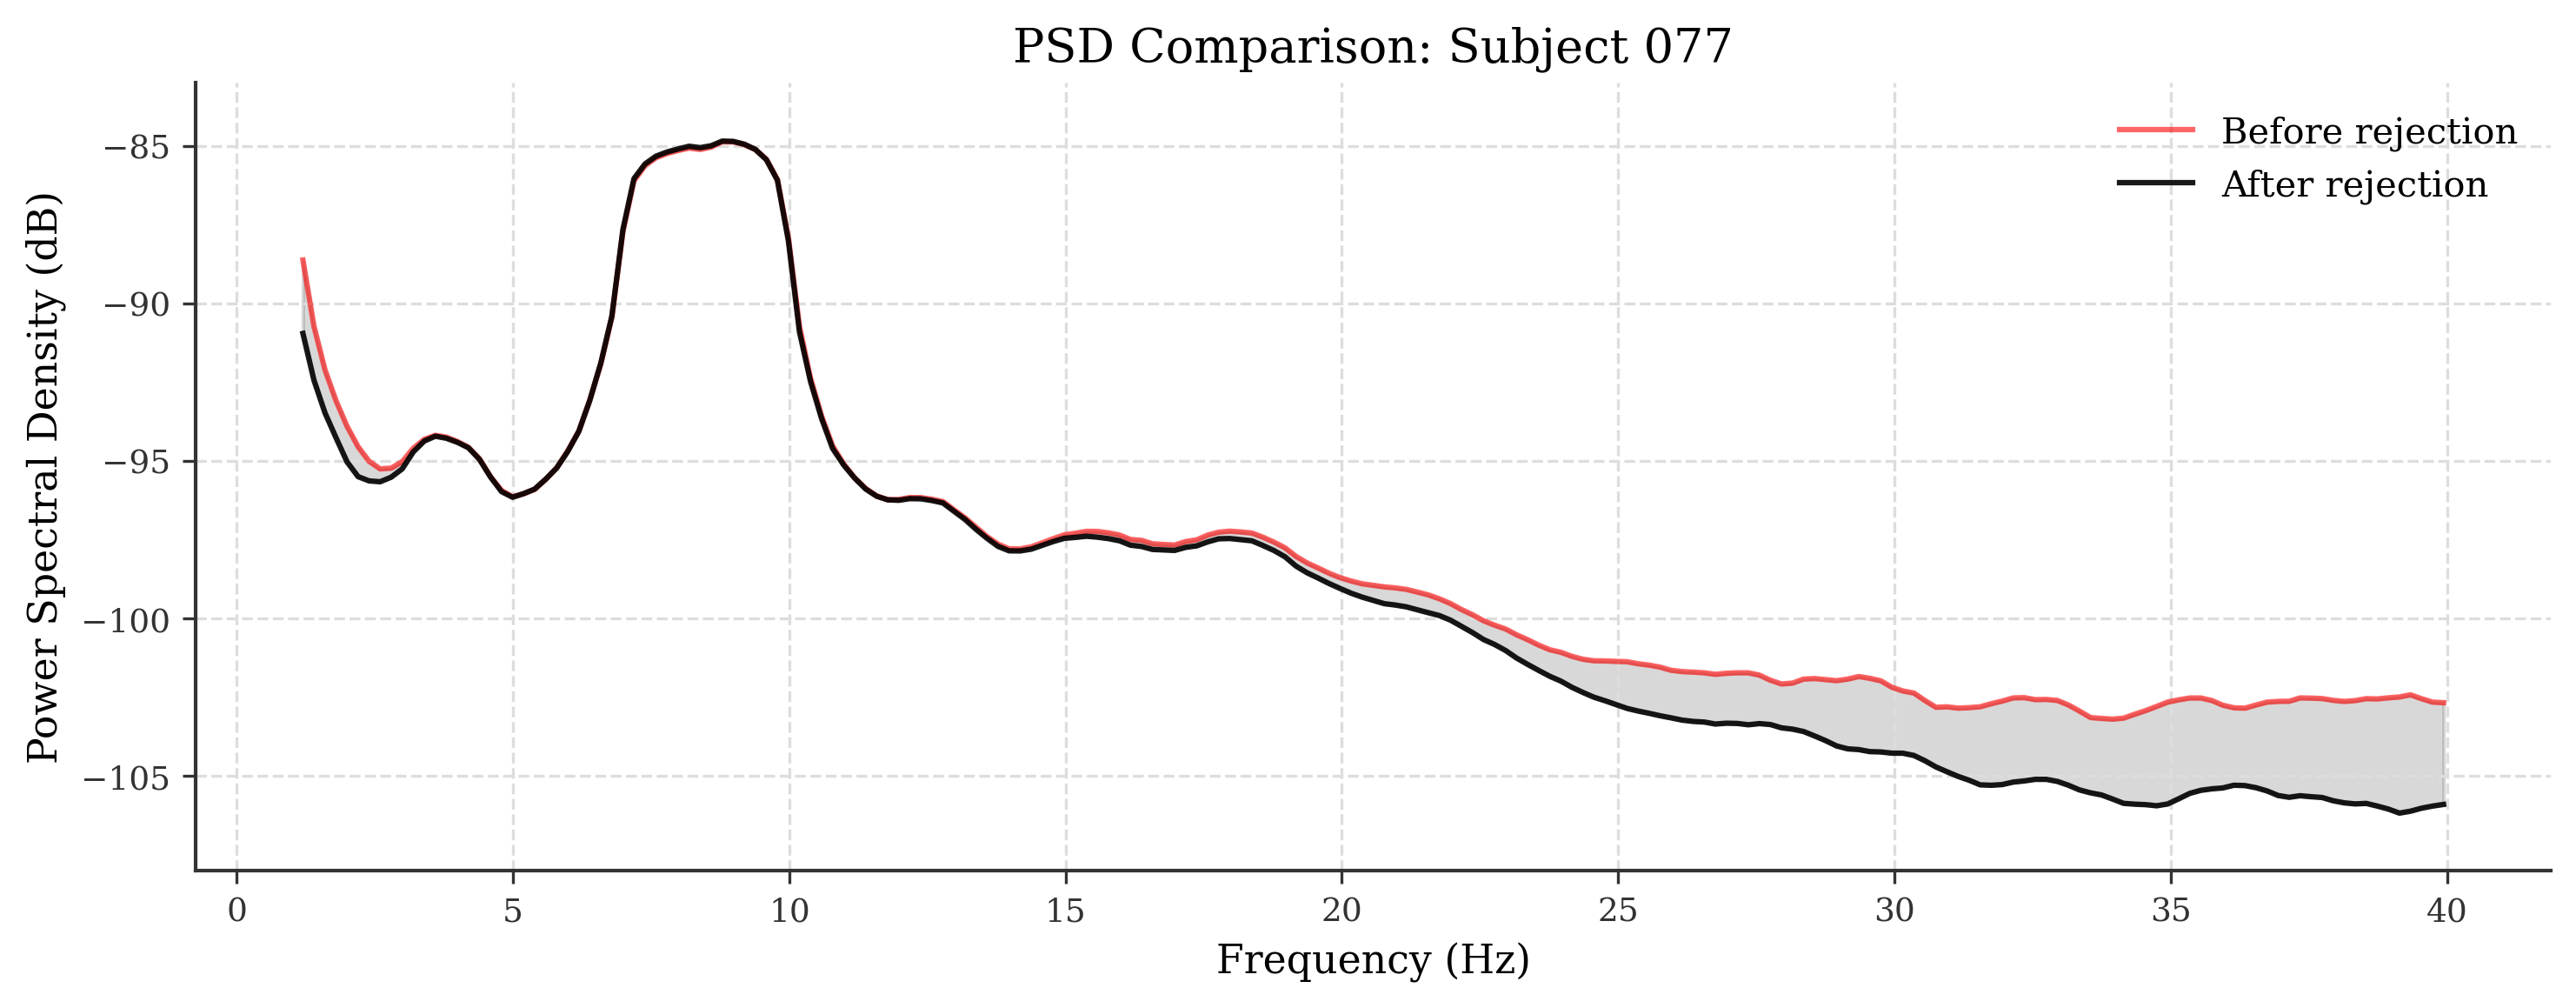 PSD Comparison: Subject 077
Before rejection
After rejection
Power Spectral Density (dB)
−85
−90
−95
−100
−105
0 5 10 15 20 25 30 35 40
Frequency (Hz)